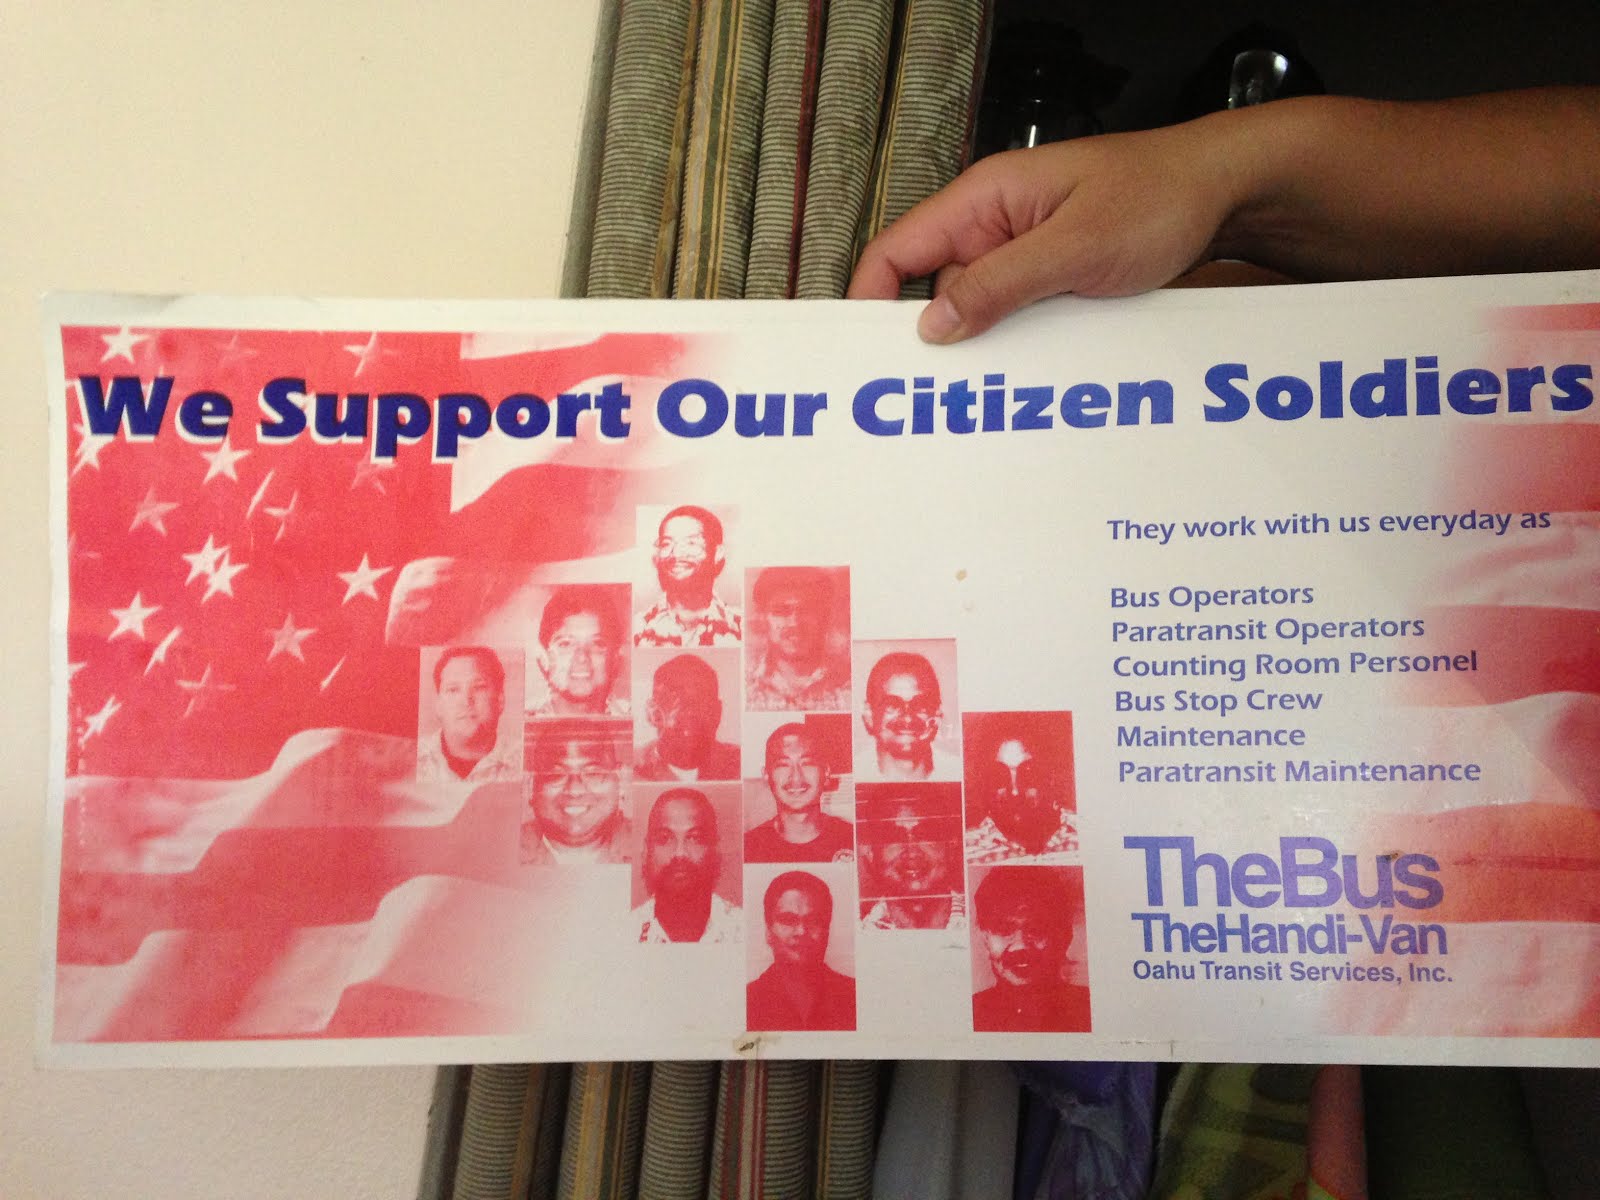 We Support Our Citizen Soldiers
They work with us everyday as
Bus Operators
Paratransit Operators
Counting Room Personel
Bus Stop Crew
Maintenance
Paratransit Maintenance
TheBus
TheHandi-Van
Oahu Transit Services, Inc.